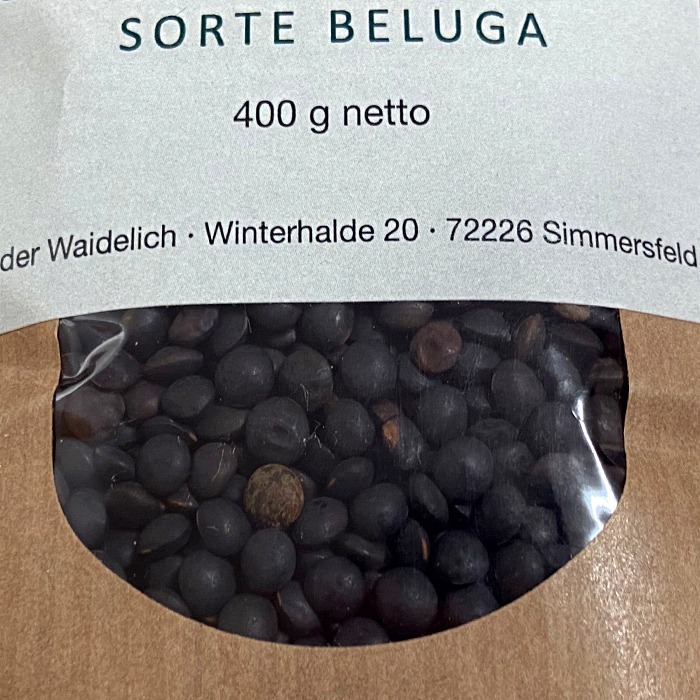 SORTE BELUGA
400 g netto
der Waidelich · Winterhalde 20 · 72226 Simmersfeld